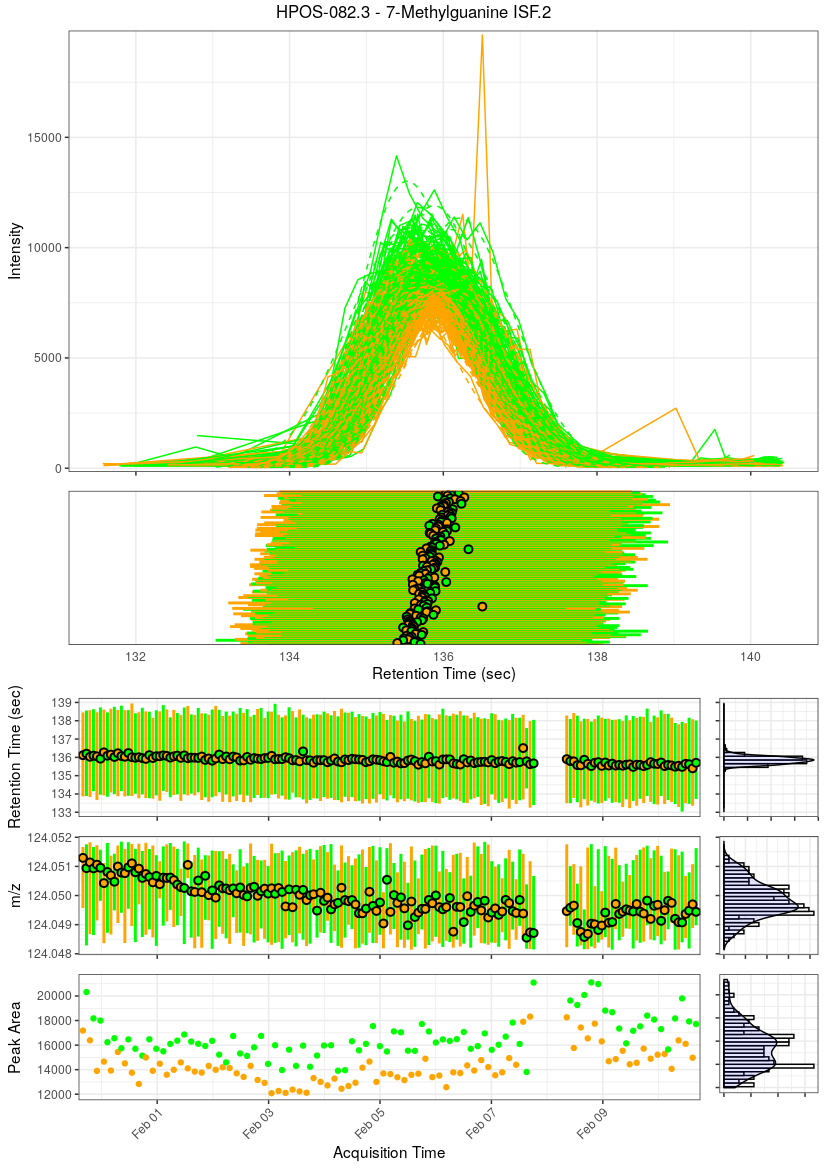 HPOS-082.3 - 7-Methylguanine ISF.2
15000
10000
5000
0
Intensity
132
134
136
138
140
Retention Time (sec)
139
138
137
136
135
134
133
Retention Time (sec)
124.052
124.051
124.050
124.049
124.048
m/z
20000
18000
16000
14000
12000
Peak Area
Feb 01
Feb 03
Feb 05
Feb 07
Feb 09
Acquisition Time